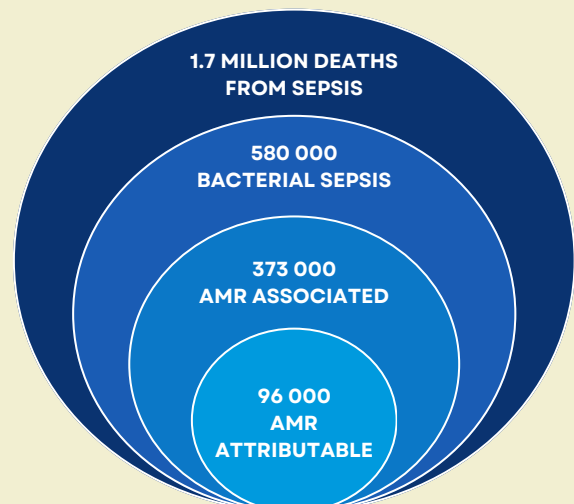 1.7 MILLION DEATHS
FROM SEPSIS
580 000
BACTERIAL SEPSIS
373 000
AMR ASSOCIATED
96 000
AMR
ATTRIBUTABLE